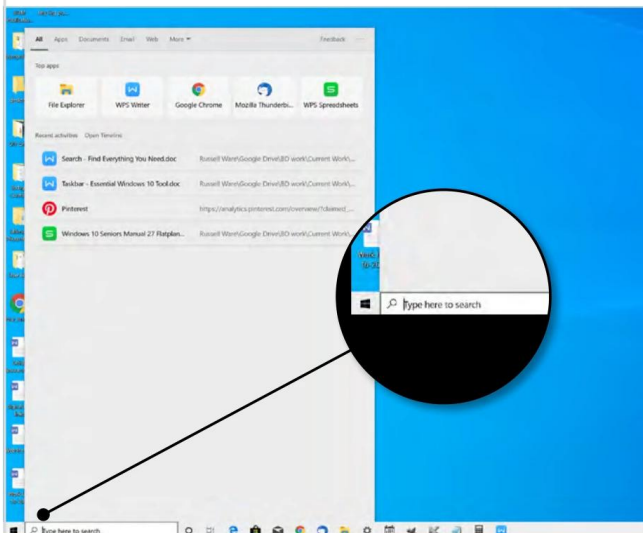 All Apps Documents Email Web More Feedback
Top apps
File Explorer WPS Writer Google Chrome Mozilla Thunderbi... WPS Spreadsheets
Recent activities Open Timeline
Search - Find Everything You Need.doc Russell Ware\Google Drive\BD work\Current Work\...
Taskbar - Essential Windows 10 Tool.doc Russell Ware\Google Drive\BD work\Current Work\...
Pinterest https://analytics.pinterest.com/overview/?claimed/_...
Windows 10 Seniors Manual 27 Flatplan... Russell Ware\Google Drive\BD work\Current Work\...
Type here to search
Type here to search